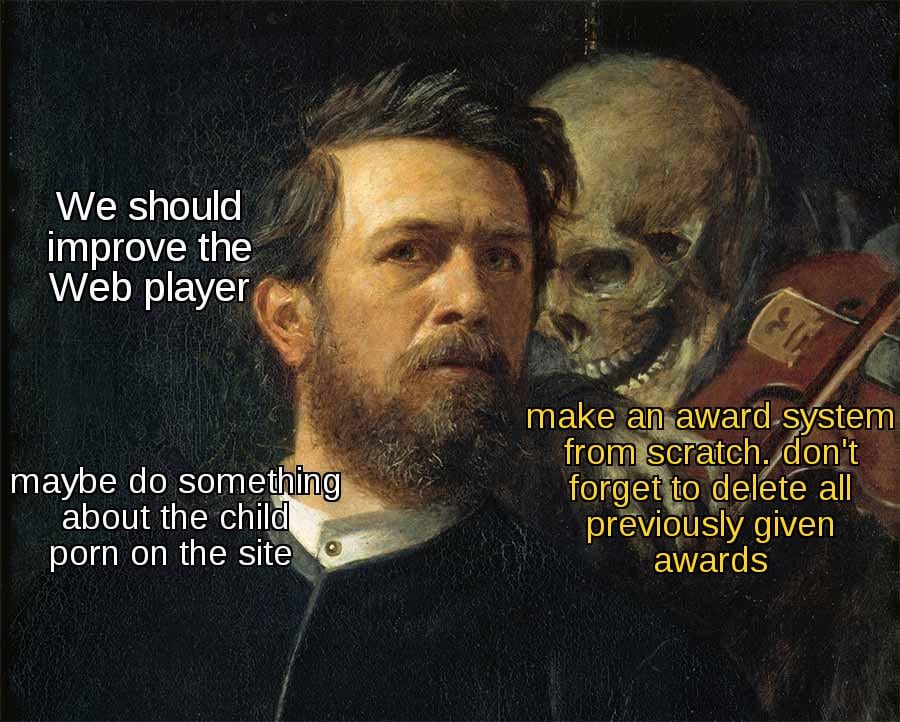 We should
improve the
Web player
maybe do something
about the child
porn on the site
make an award system
from scratch. don't
forget to delete all
previously given
awards